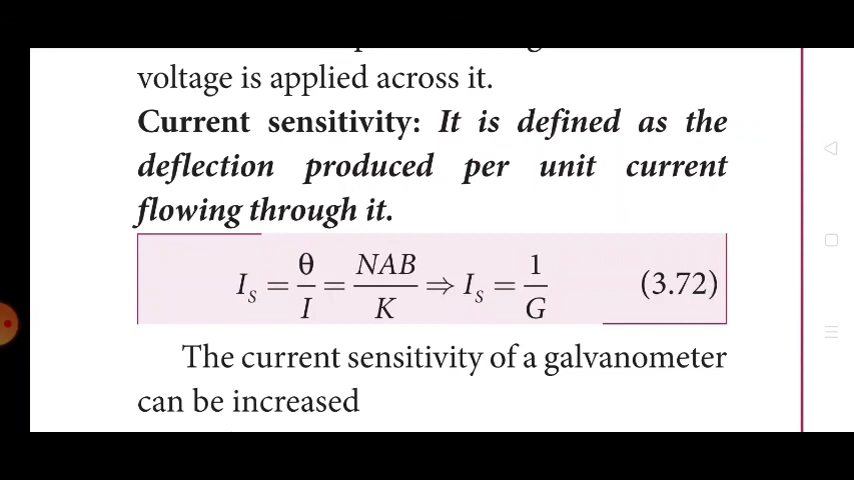 voltage is applied across it.
Current sensitivity: It is defined as the
deflection produced per unit current
flowing through it.
I_S = θ/I = NAB/K ⇒ I_S = 1/G (3.72)
The current sensitivity of a galvanometer
can be increased